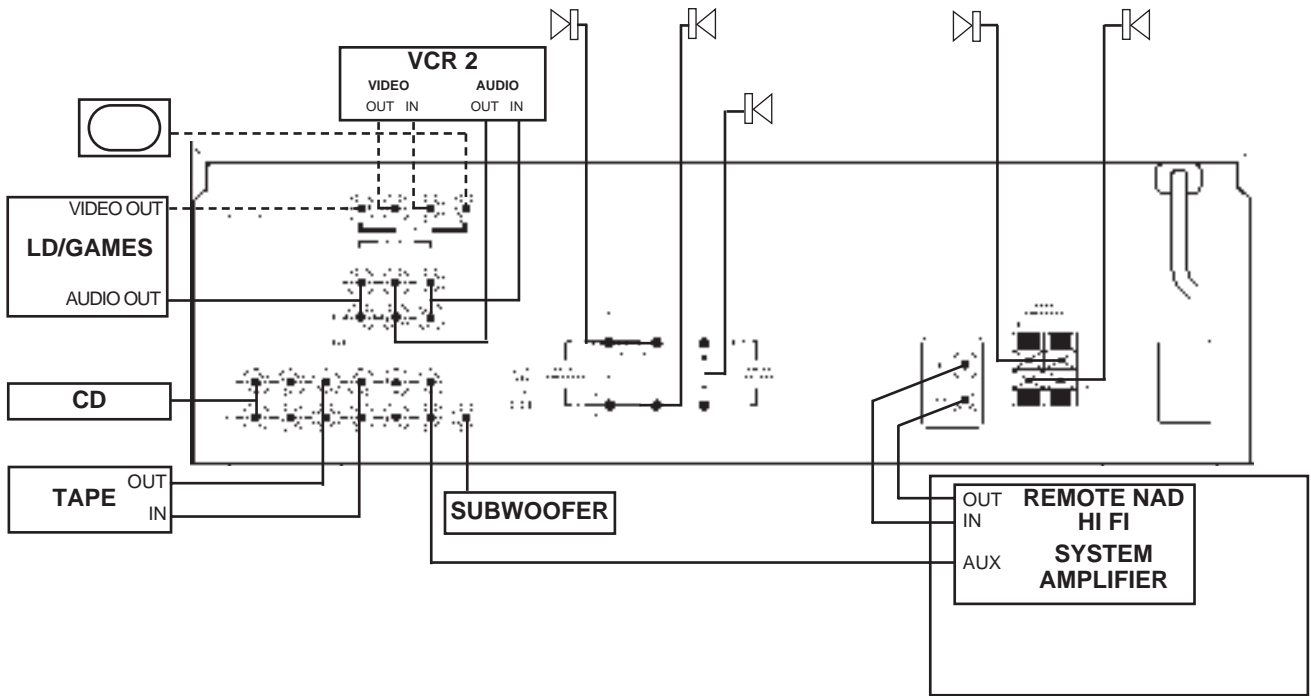 VCR 2
VIDEO AUDIO
OUT IN OUT IN
VIDEO OUT
LD/GAMES
AUDIO OUT
CD
TAPE
OUT
IN
SUBWOOFER
OUT
IN
AUX
REMOTE NAD
HI FI
SYSTEM
AMPLIFIER